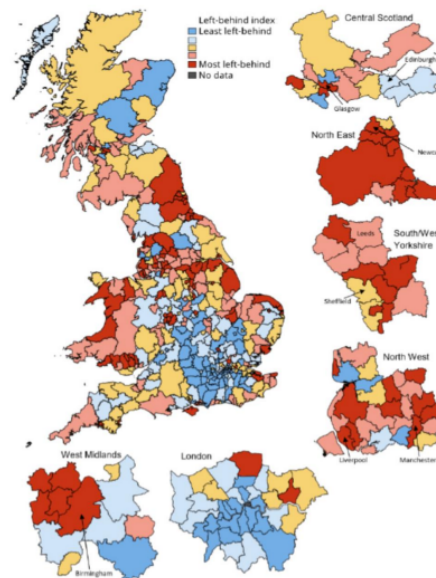 Left-behind index
Least left-behind
Most left-behind
No data
Central Scotland
Edinburgh
Glasgow
North East
Newca
South/West
Yorkshire
Leeds
Sheffield
North West
Liverpool
Manchester
West Midlands
Birmingham
London